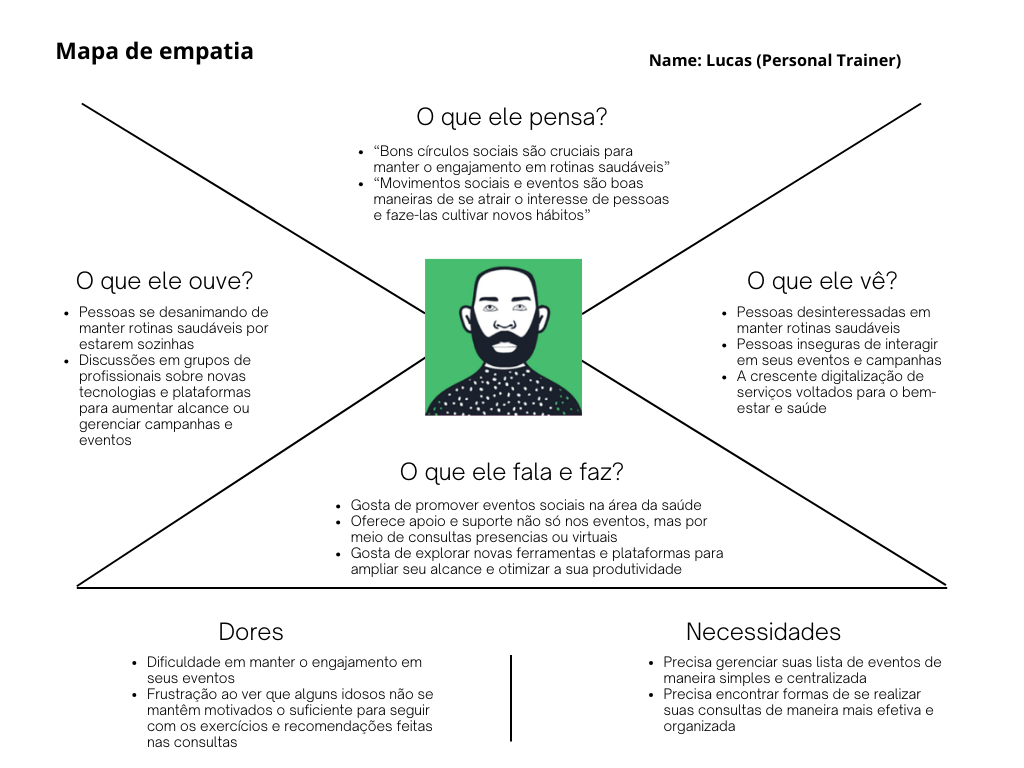 Mapa de empatia
Name: Lucas (Personal Trainer)
O que ele pensa?
• “Bons círculos sociais são cruciais para
manter o engajamento em rotinas saudáveis”
• “Movimentos sociais e eventos são boas
maneiras de se atrair o interesse de pessoas
e faze-las cultivar novos hábitos”
O que ele ouve?
• Pessoas se desanimando de
manter rotinas saudáveis por
estarem sozinhas
• Discussões em grupos de
profissionais sobre novas
tecnologias e plataformas
para aumentar alcance ou
gerenciar campanhas e
eventos
O que ele vê?
• Pessoas desinteressadas em
manter rotinas saudáveis
• Pessoas inseguras de interagir
em seus eventos e campanhas
• A crescente digitalização de
serviços voltados para o bem-
estar e saúde
O que ele fala e faz?
• Gosta de promover eventos sociais na área da saúde
• Oferece apoio e suporte não só nos eventos, mas por
meio de consultas presencias ou virtuais
• Gosta de explorar novas ferramentas e plataformas para
ampliar seu alcance e otimizar a sua produtividade
Dores
• Dificuldade em manter o engajamento em
seus eventos
• Frustração ao ver que alguns idosos não se
mantêm motivados o suficiente para seguir
com os exercícios e recomendações feitas
nas consultas
Necessidades
• Precisa gerenciar suas lista de eventos de
maneira simples e centralizada
• Precisa encontrar formas de se realizar
suas consultas de maneira mais efetiva e
organizada